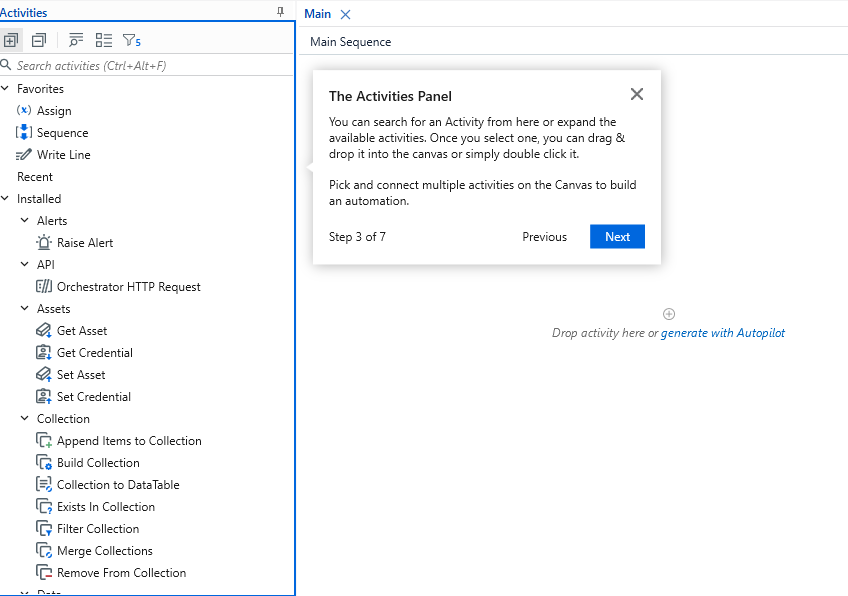 Activities
5
Search activities (Ctrl+Alt+F)
Favorites
(x) Assign
Sequence
Write Line
Recent
Installed
Alerts
Raise Alert
API
Orchestrator HTTP Request
Assets
Get Asset
Get Credential
Set Asset
Set Credential
Collection
Append Items to Collection
Build Collection
Collection to DataTable
Exists In Collection
Filter Collection
Merge Collections
Remove From Collection
Main
Main Sequence
The Activities Panel
You can search for an Activity from here or expand the
available activities. Once you select one, you can drag &
drop it into the canvas or simply double click it.
Pick and connect multiple activities on the Canvas to build
an automation.
Step 3 of 7
Previous
Next
Drop activity here or generate with Autopilot